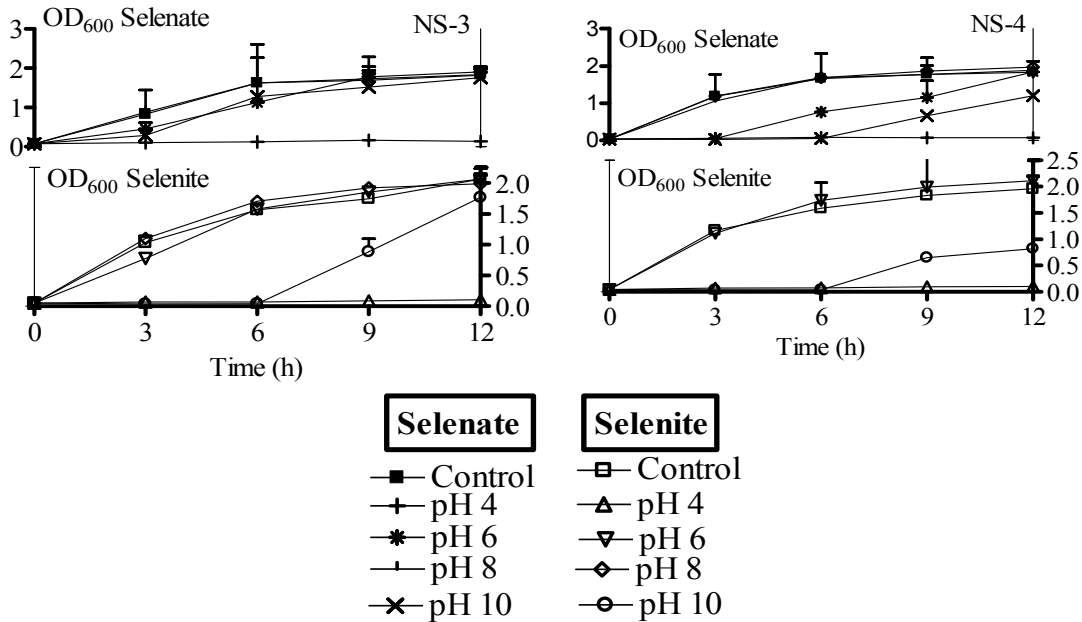 OD600 Selenate
NS-3
3
2
1
0
OD600 Selenite
2.0
1.5
1.0
0.5
0.0
0 3 6 9 12
Time (h)
OD600 Selenate
NS-4
3
2
1
0
OD600 Selenite
2.5
2.0
1.5
1.0
0.5
0.0
0 3 6 9 12
Time (h)
Selenate
Control
pH 4
pH 6
pH 8
pH 10
Selenite
Control
pH 4
pH 6
pH 8
pH 10